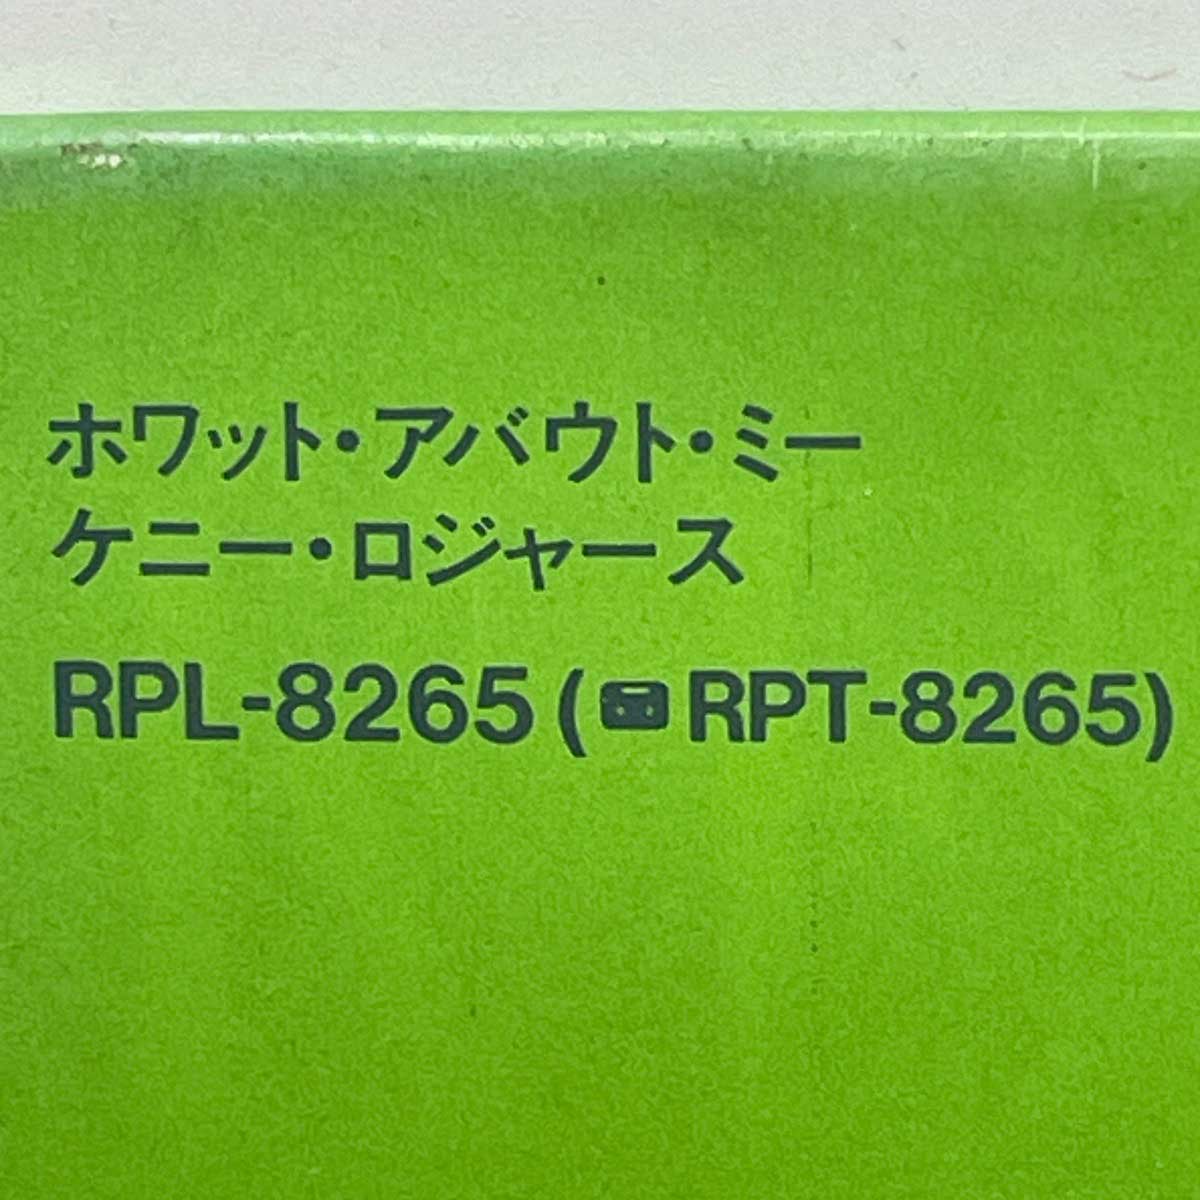 ホワット・アバウト・ミー
ケニー・ロジャース
RPL-8265 (RPT-8265)